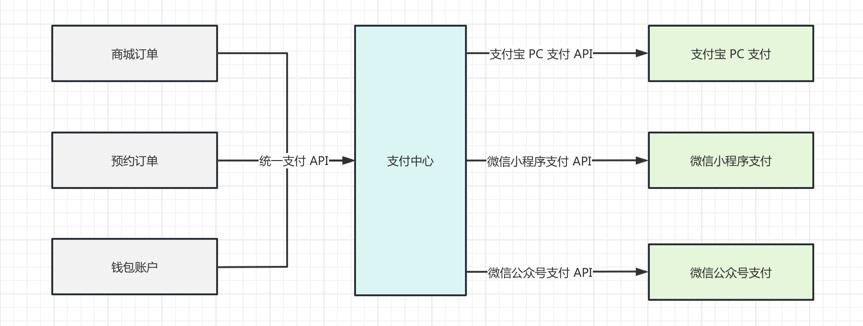 商城订单
预约订单
钱包账户
统一支付 API
支付中心
支付宝 PC 支付 API
微信小程序支付 API
微信公众号支付 API
支付宝 PC 支付
微信小程序支付
微信公众号支付